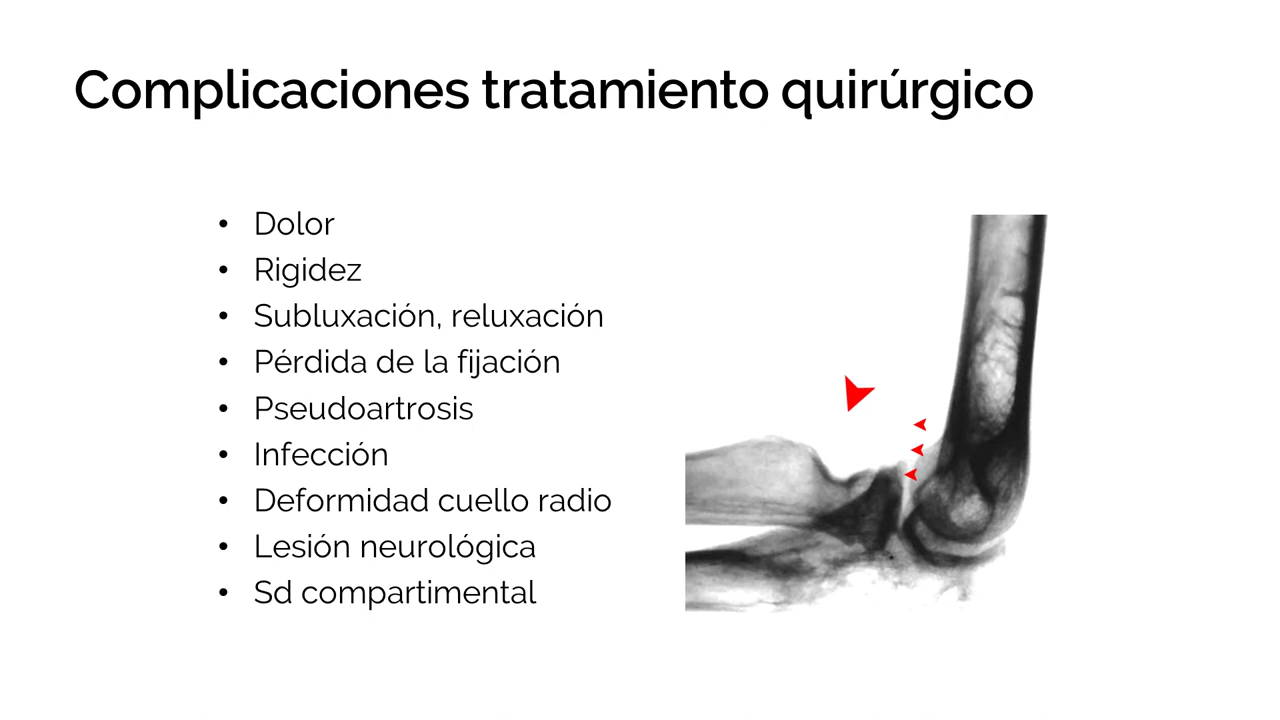 Complicaciones tratamiento quirúrgico
• Dolor
• Rigidez
• Subluxación, reluxación
• Pérdida de la fijación
• Pseudoartrosis
• Infección
• Deformidad cuello radio
• Lesión neurológica
• Sd compartimental